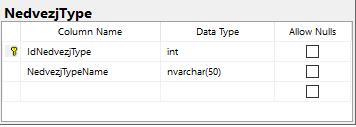 NedvezjType
Column Name Data Type Allow Nulls
IdNedvezjType int
NedvezjTypeName nvarchar(50)